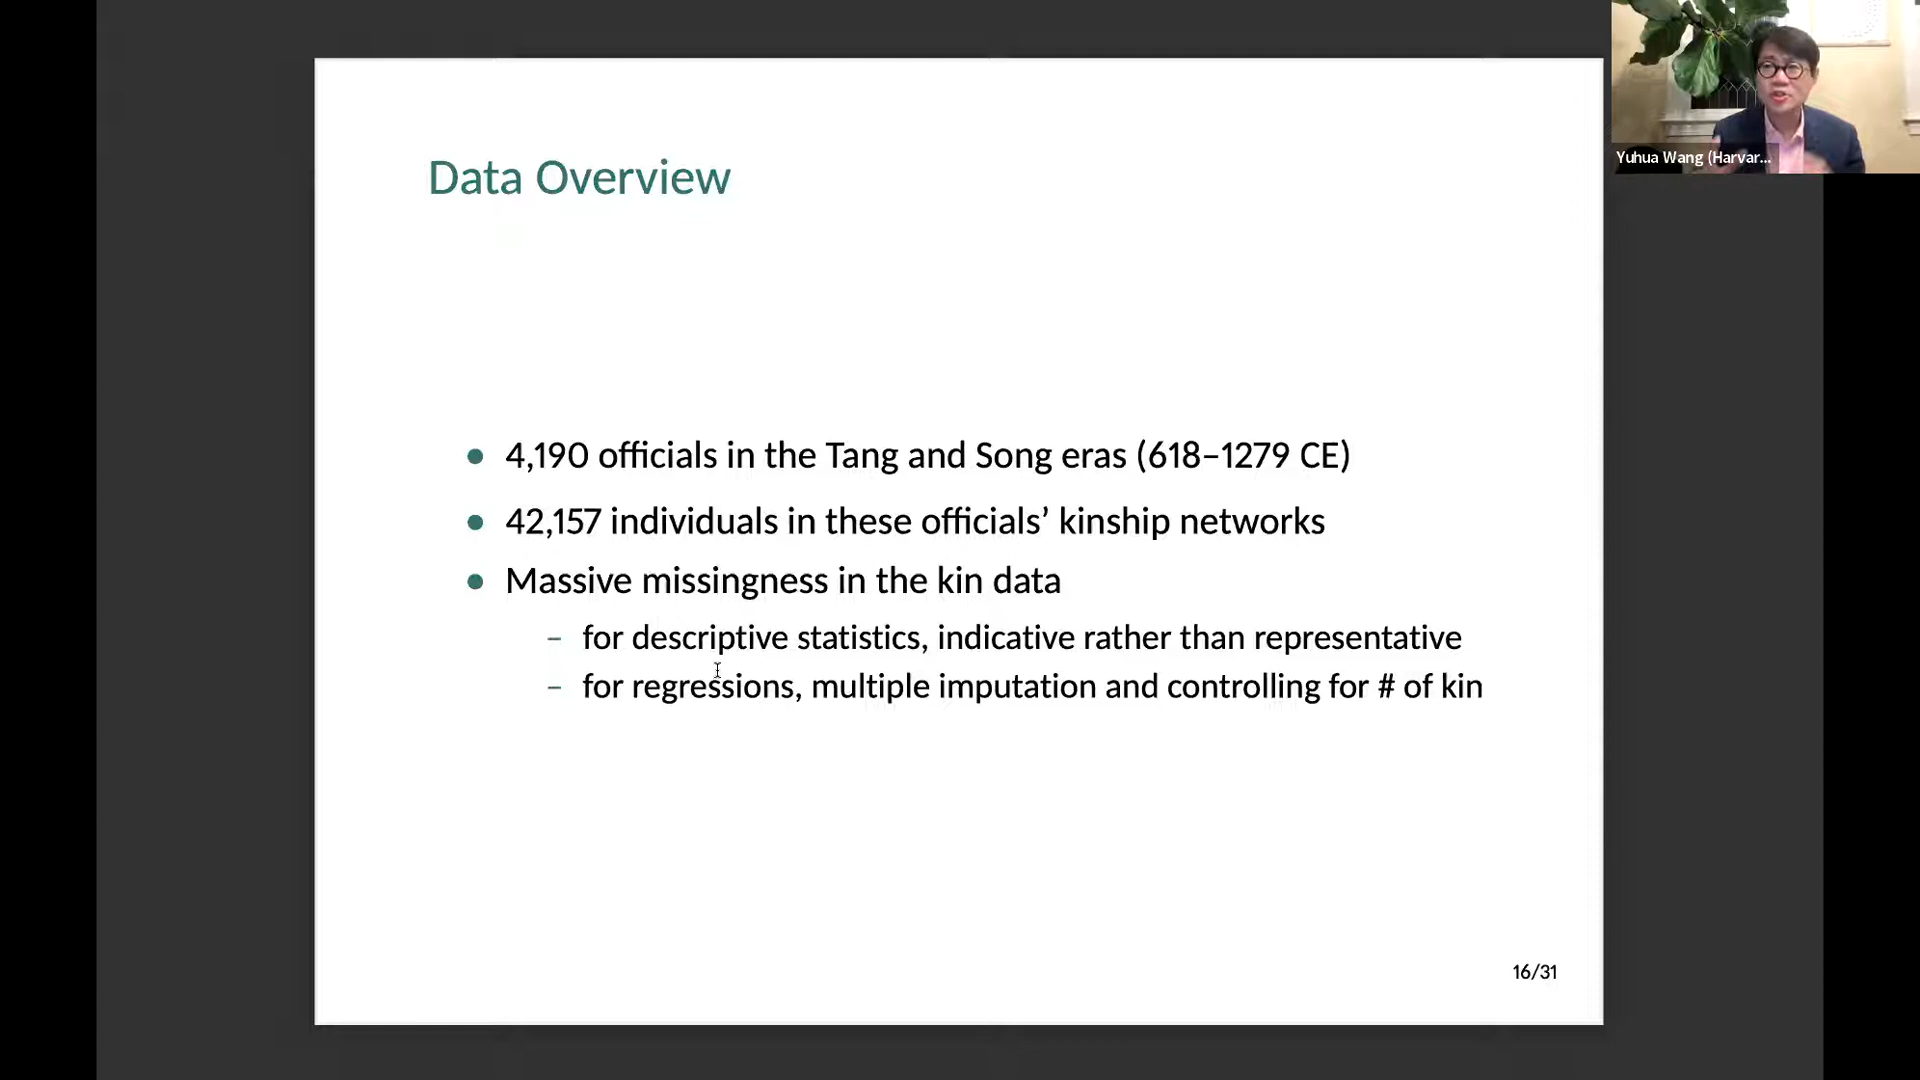 Yuhua Wang (Harvar...
Data Overview
• 4,190 officials in the Tang and Song eras (618–1279 CE)
• 42,157 individuals in these officials’ kinship networks
• Massive missingness in the kin data
– for descriptive statistics, indicative rather than representative
– for regressions, multiple imputation and controlling for # of kin
16/31